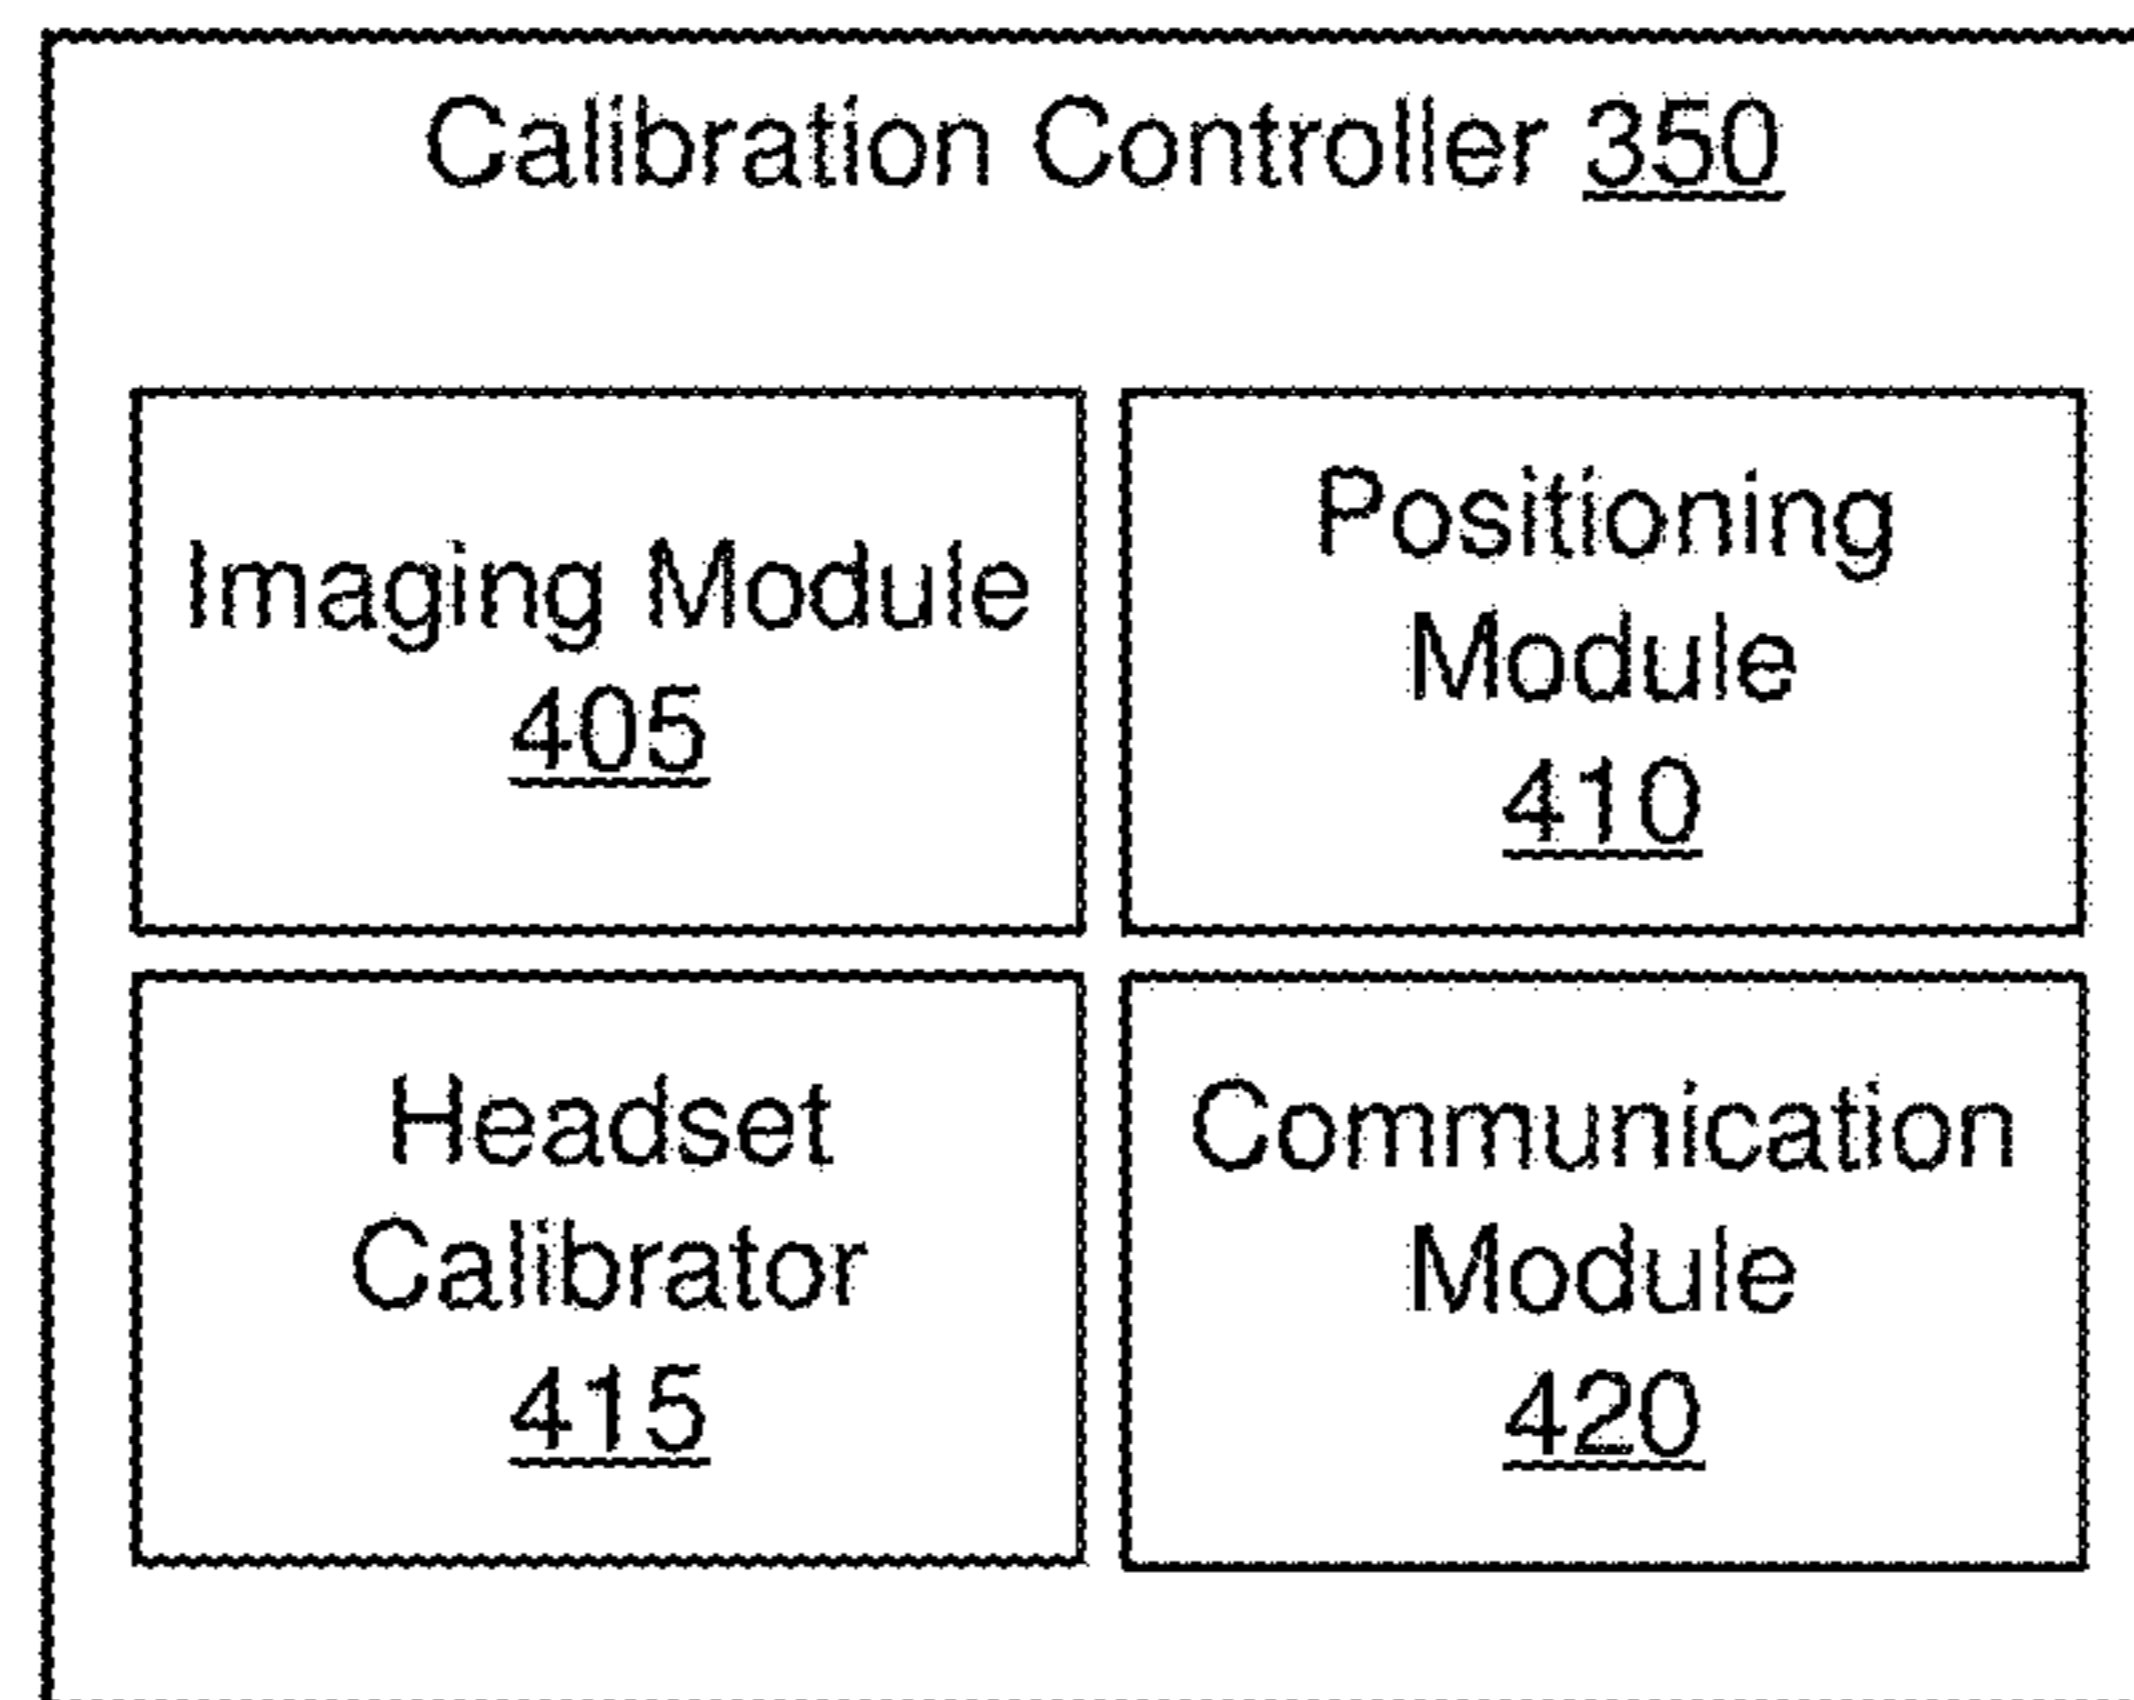 Calibration Controller 350
Imaging Module
405
Positioning
Module
410
Headset
Calibrator
415
Communication
Module
420